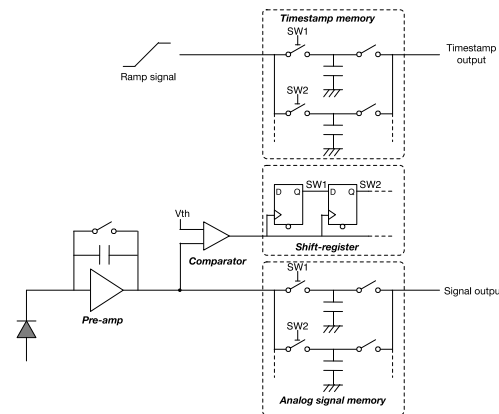 Timestamp memory
SW1
Ramp signal
Timestamp
output
SW2
Vth
D Q
SW1
D Q
SW2
Comparator
Shift-register
SW1
Pre-amp
Signal outpu
SW2
Analog signal memory